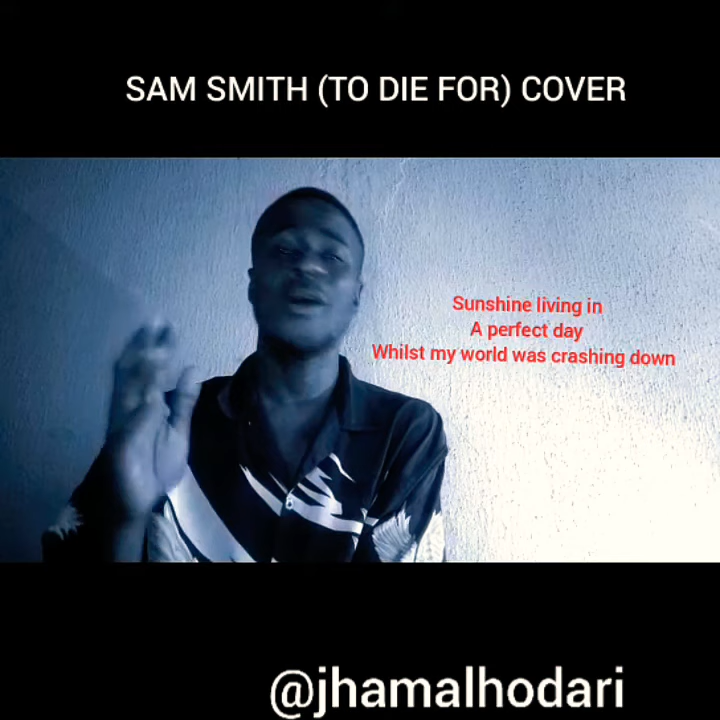 SAM SMITH (TO DIE FOR) COVER
Sunshine living in
A perfect day
Whilst my world was crashing down
@jhamalhodari